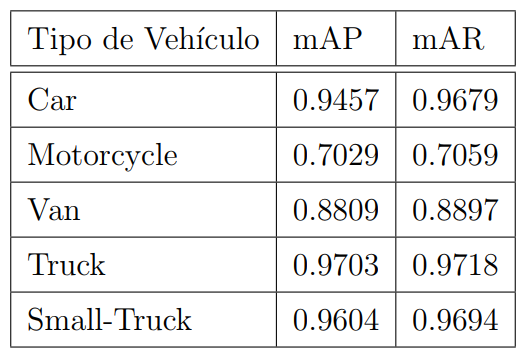 Tipo de Vehículo mAP mAR
Car 0.9457 0.9679
Motorcycle 0.7029 0.7059
Van 0.8809 0.8897
Truck 0.9703 0.9718
Small-Truck 0.9604 0.9694